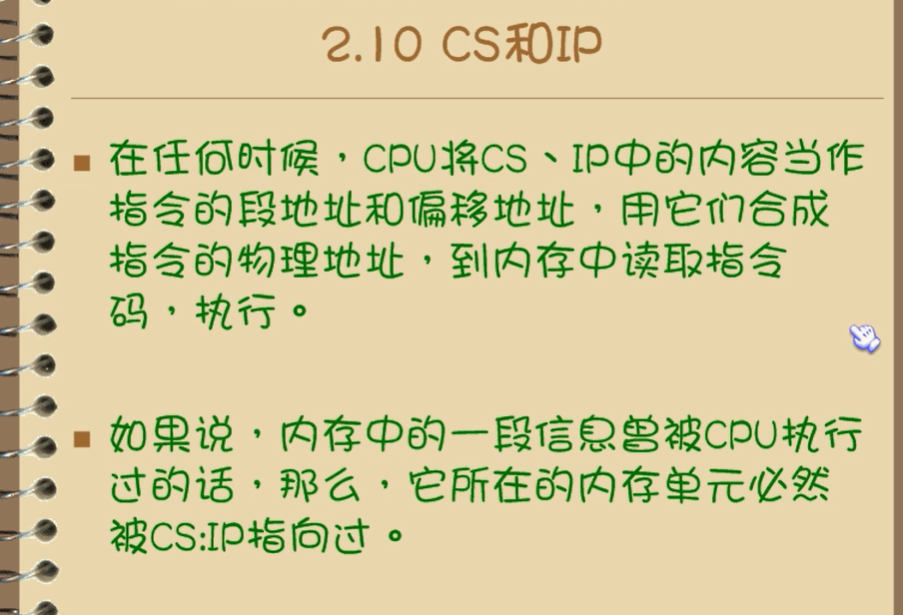 2.10 CS和IP
在任何时候，CPU将CS、IP中的内容当作
指令的段地址和偏移地址，用它们合成
指令的物理地址，到内存中读取指令
码，执行。
如果说，内存中的一段信息曾被CPU执行
过的话，那么，它所在的内存单元必然
被CS:IP指向过。